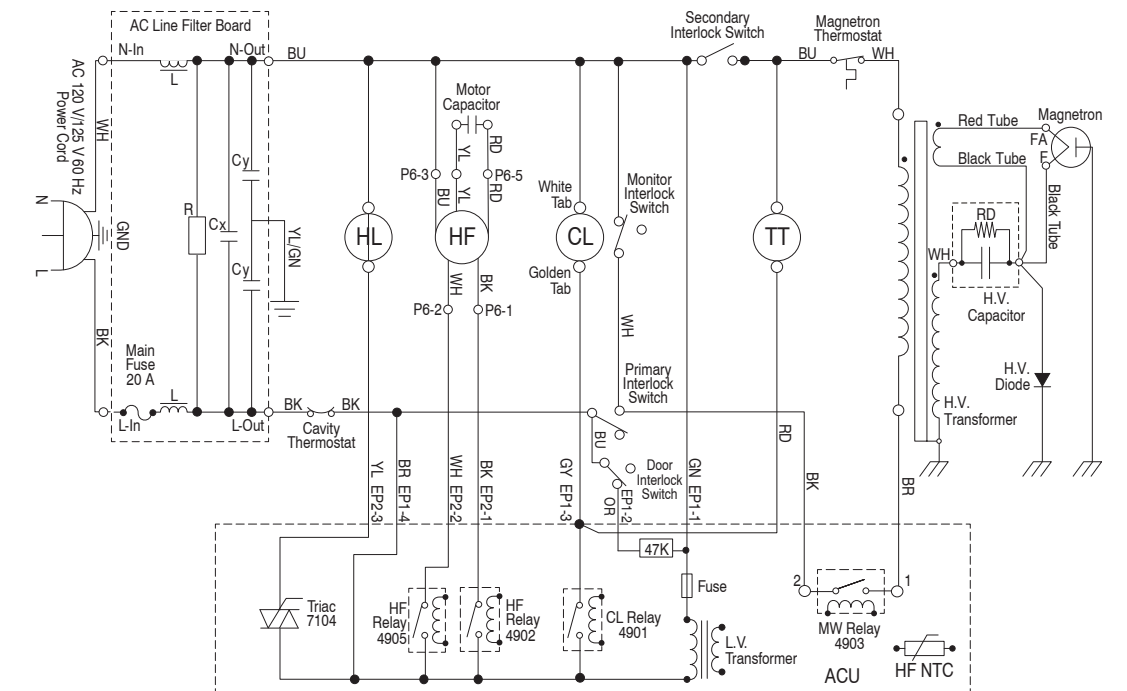 AC Line Filter Board
Secondary
Interlock Switch
Magnetron
Thermostat
N-In
N-Out
BU
BU
WH
L
AC 120 V/125 V 60 Hz
Power Cord
WH
Motor
Capacitor
YL
RD
P6-3
P6-5
BU
YL
RD
Cy
R
Cx
Cy
YL/GN
N
GND
L
HL
HF
White
Tab
CL
Golden
Tab
Monitor
Interlock
Switch
TT
Red Tube
Magnetron
FA
Black Tube
F
Black Tube
RD
WH
H.V.
Capacitor
WH
BK
P6-2
P6-1
WH
BK
Main
Fuse
20 A
L
L-In
L-Out
BK
BK
Cavity
Thermostat
Primary
Interlock
Switch
H.V.
Diode
H.V.
Transformer
BU
Door
Interlock
Switch
RD
BK
BR
YL EP2-3
BR EP1-4
WH EP2-2
BK EP2-1
GY EP1-3
OR
EP1-2
GN EP1-1
47K
Fuse
Triac
7104
HF
Relay
4905
HF
Relay
4902
CL Relay
4901
L.V.
Transformer
2
1
MW Relay
4903
ACU
HF NTC